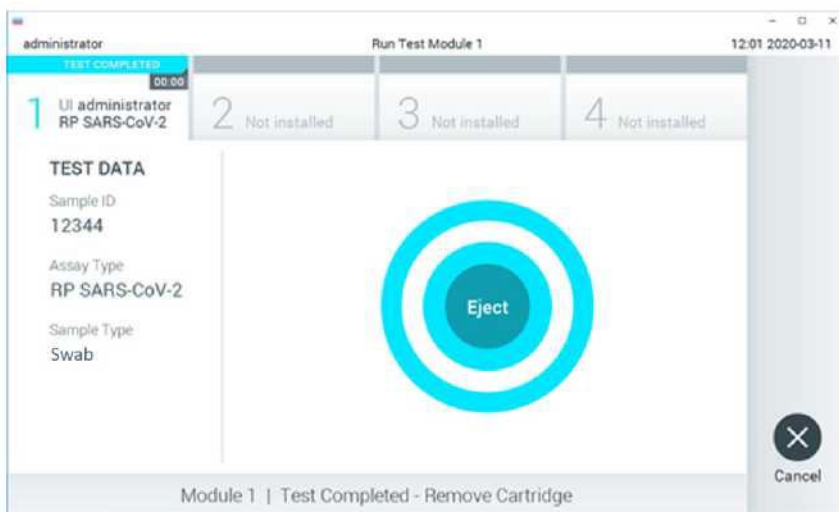 administrator Run Test Module 1 12:01 2020-03-11
TEST COMPLETED
00:00
1 UI administrator
RP SARS-CoV-2
2 Not installed
3 Not installed
4 Not installed
TEST DATA
Sample ID
12344
Assay Type
RP SARS-CoV-2
Sample Type
Swab
Eject
Cancel
Module 1 | Test Completed - Remove Cartridge